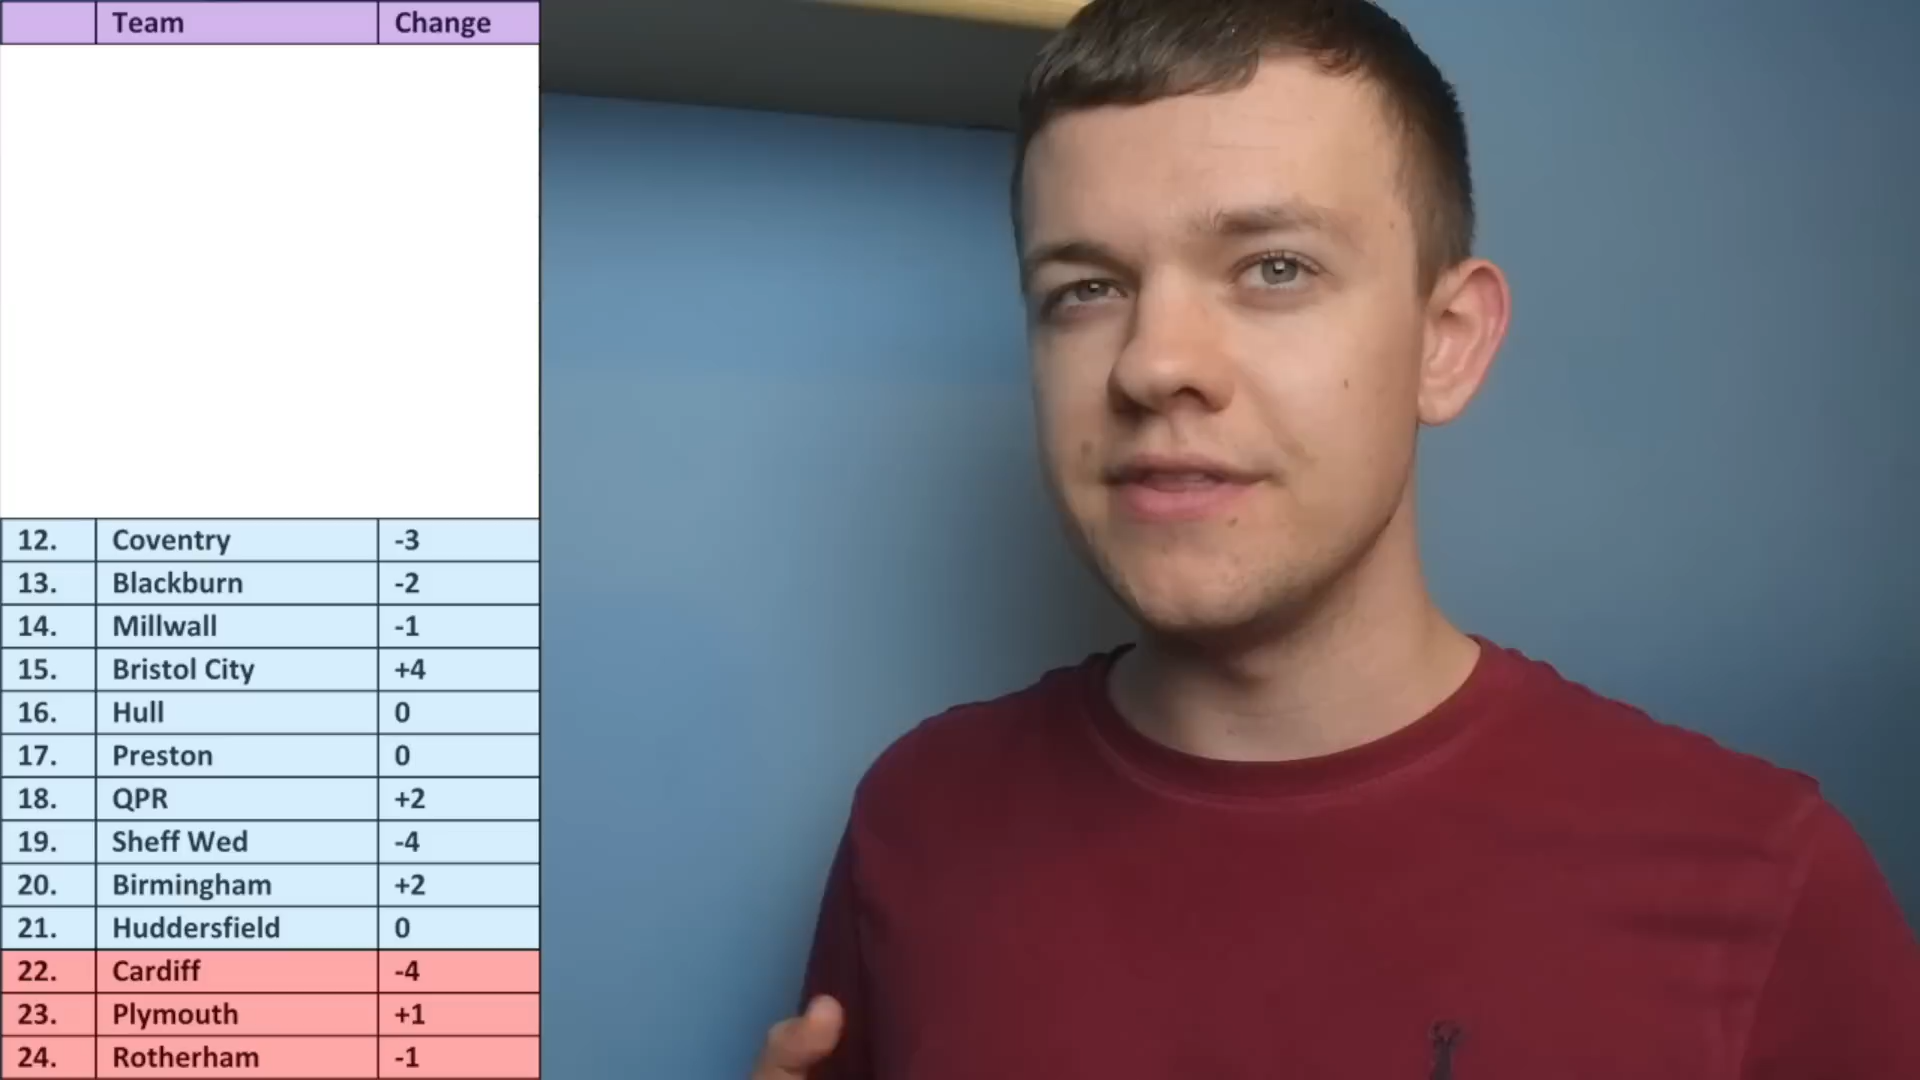 Team Change
12. Coventry -3
13. Blackburn -2
14. Millwall -1
15. Bristol City +4
16. Hull 0
17. Preston 0
18. QPR +2
19. Sheff Wed -4
20. Birmingham +2
21. Huddersfield 0
22. Cardiff -4
23. Plymouth +1
24. Rotherham -1